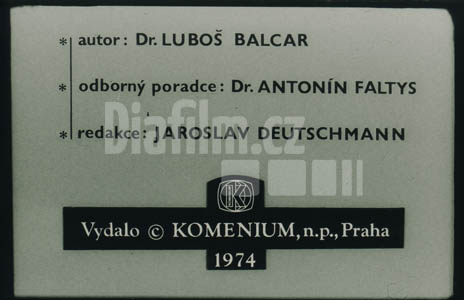 * autor: Dr. LUBOŠ BALCAR
* odborný poradce: Dr. ANTONÍN FALTYS
* redakce: JAROSLAV DEUTSCHMANN
Diafilm.cz
Vydalo © KOMENIUM, n.p., Praha
1974